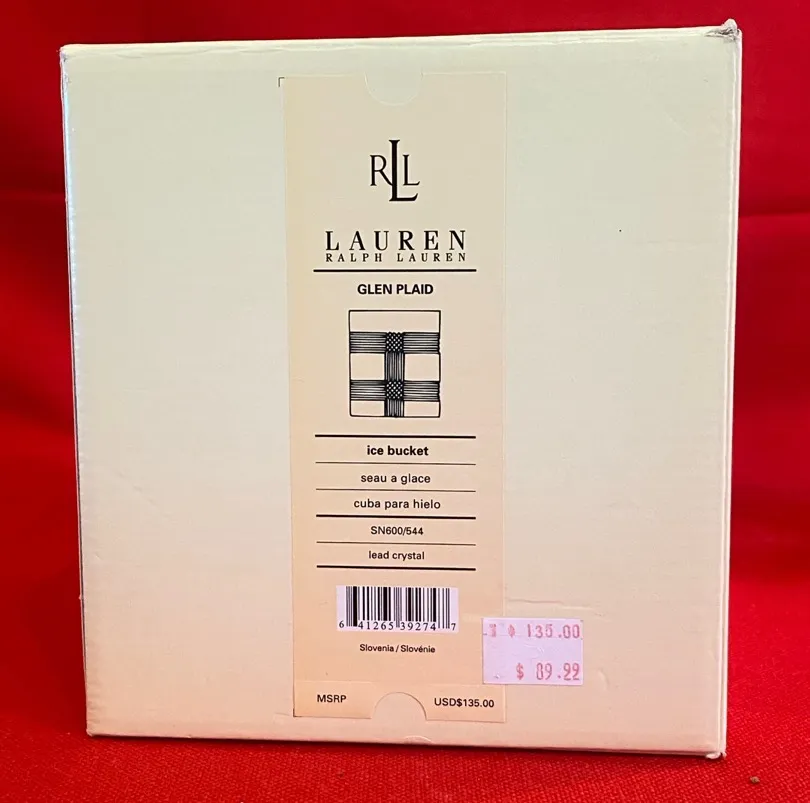 RLL
LAUREN
RALPH LAUREN
GLEN PLAID
ice bucket
seau a glace
cuba para hielo
SN600/544
lead crystal
6 41265 39274 7
Slovenia / Slovénie
$ 135.00
$ 89.22
MSRP USD$135.00